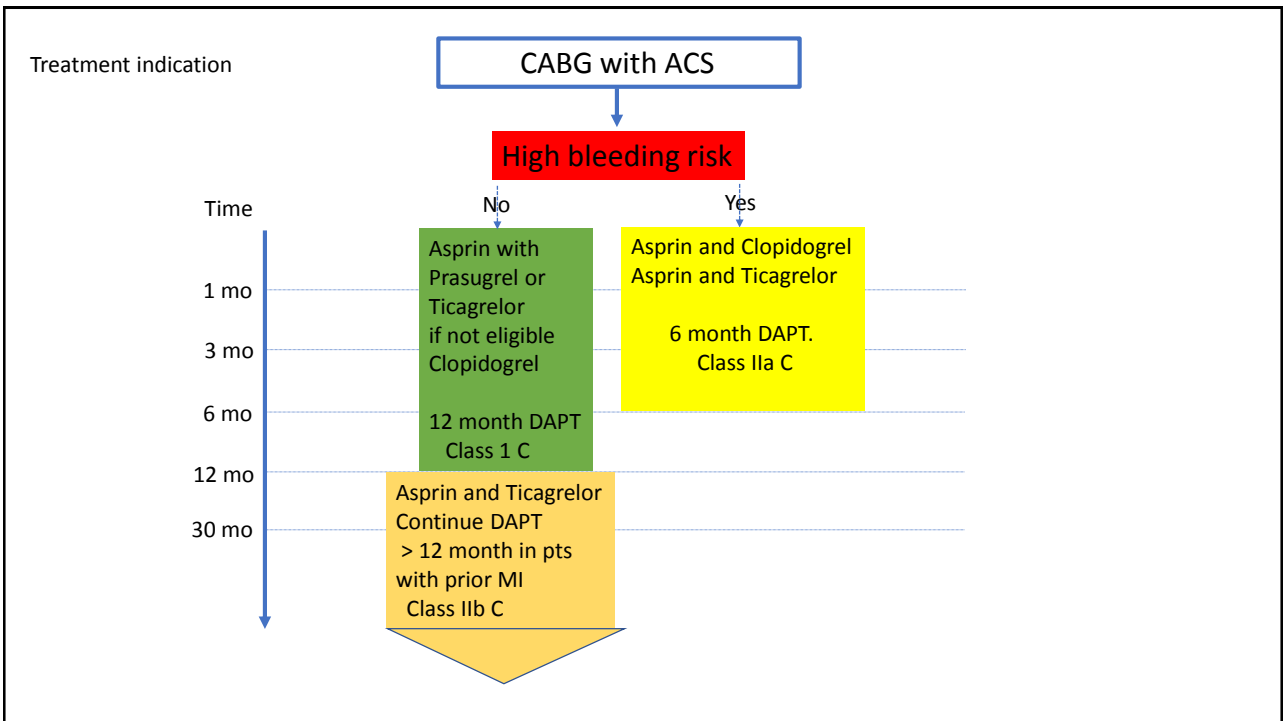 Treatment indication
CABG with ACS
High bleeding risk
Time
No
Yes
Asprin with
Prasugrel or
Ticagrelor
if not eligible
Clopidogrel
12 month DAPT
Class 1 C
Asprin and Clopidogrel
Asprin and Ticagrelor
6 month DAPT.
Class IIa C
1 mo
3 mo
6 mo
12 mo
30 mo
Asprin and Ticagrelor
Continue DAPT
> 12 month in pts
with prior MI
Class IIb C